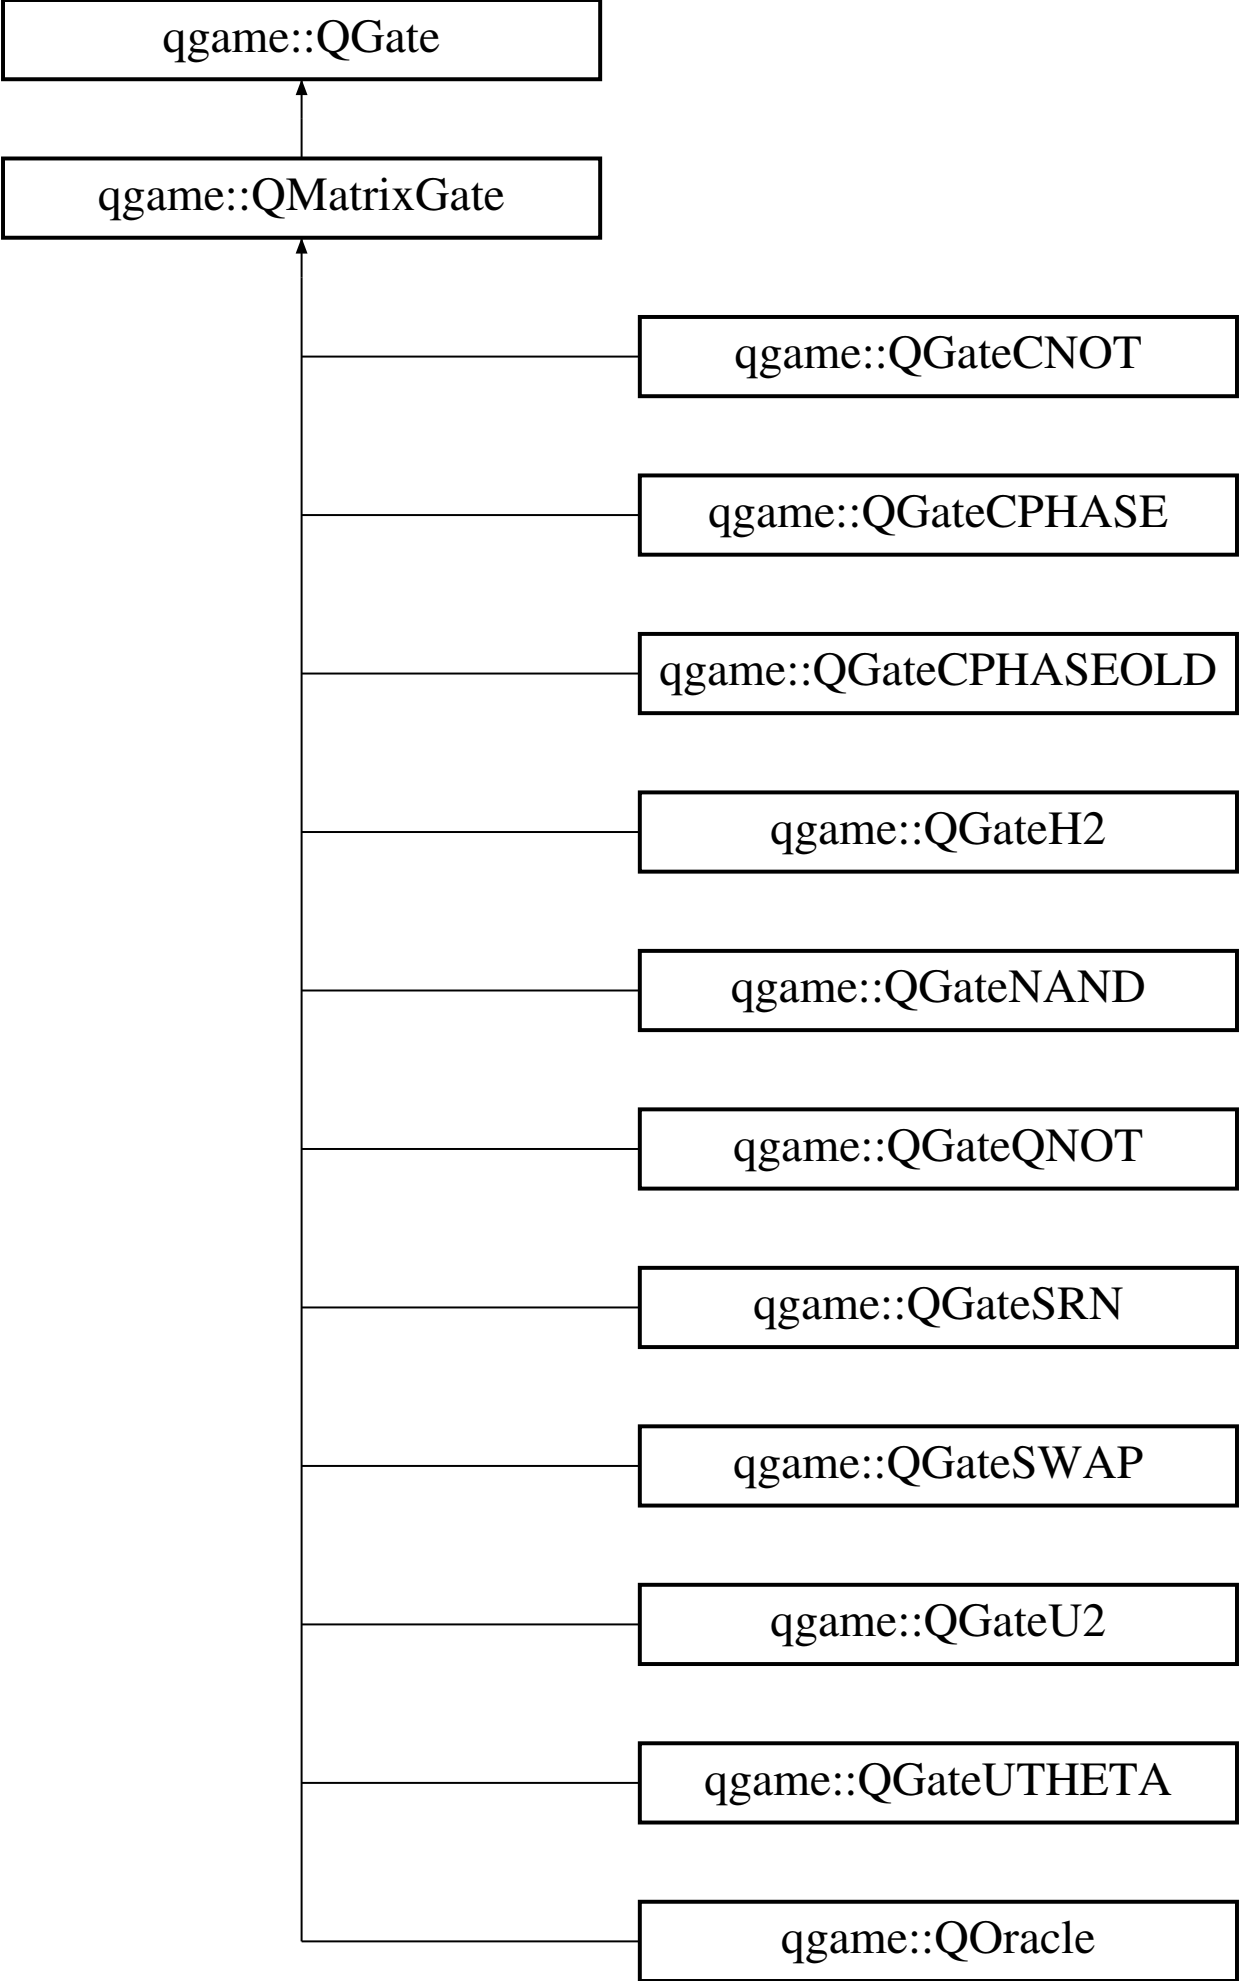 qgame::QGate
qgame::QMatrixGate
qgame::QGateCNOT
qgame::QGateCPHASE
qgame::QGateCPHASEOLD
qgame::QGateH2
qgame::QGateNAND
qgame::QGateQNOT
qgame::QGateSRN
qgame::QGateSWAP
qgame::QGateU2
qgame::QGateUTHETA
qgame::QOracle